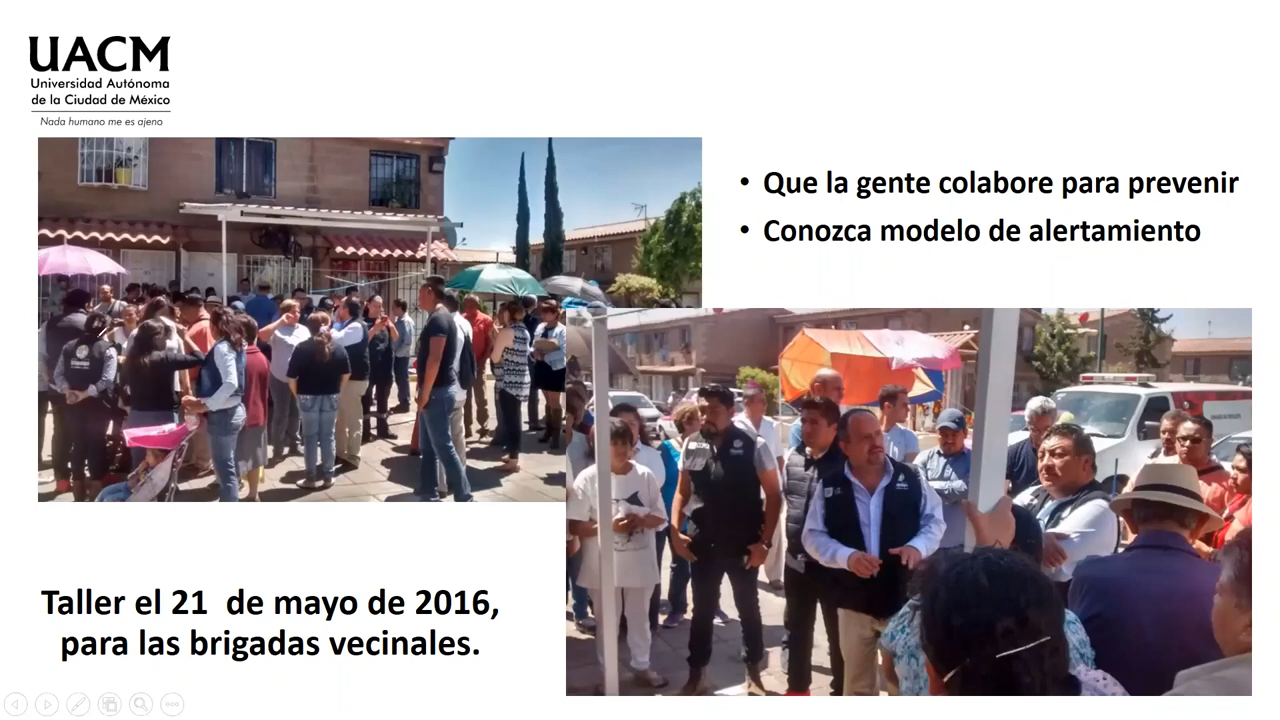 UACM
Universidad Autónoma
de la Ciudad de México
Nada humano me es ajeno
• Que la gente colabore para prevenir
• Conozca modelo de alertamiento
Taller el 21  de mayo de 2016,
para las brigadas vecinales.